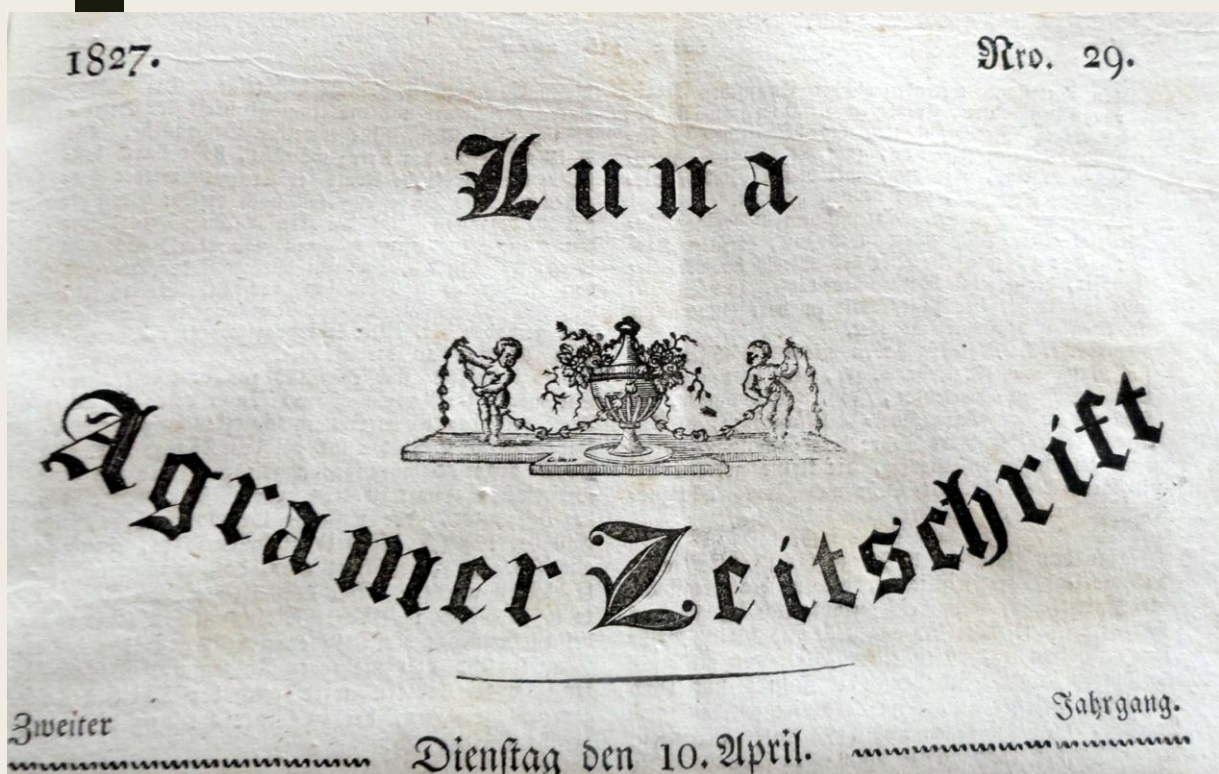 1827. Nro. 29.
Luna
Agramer Zeitschrift
Zweiter Jahrgang.
Dienstag den 10. April.